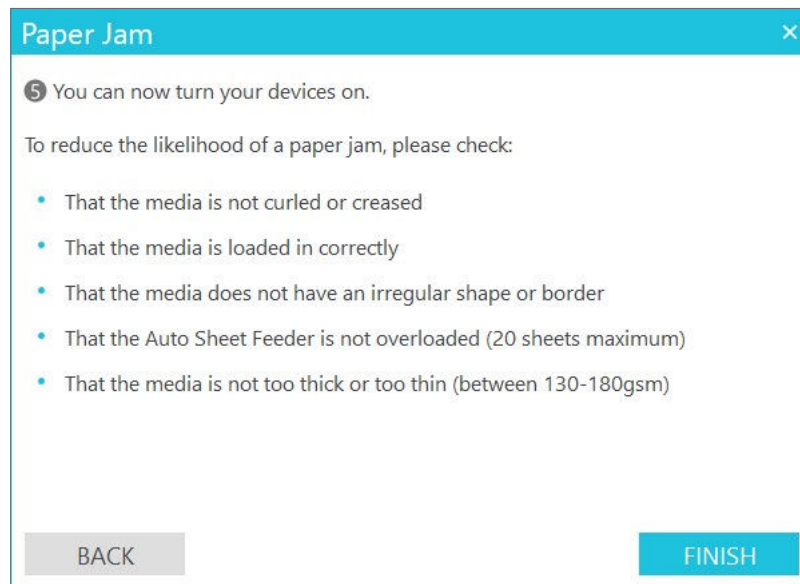 Paper Jam ×
5 You can now turn your devices on.
To reduce the likelihood of a paper jam, please check:
• That the media is not curled or creased
• That the media is loaded in correctly
• That the media does not have an irregular shape or border
• That the Auto Sheet Feeder is not overloaded (20 sheets maximum)
• That the media is not too thick or too thin (between 130-180gsm)
BACK FINISH